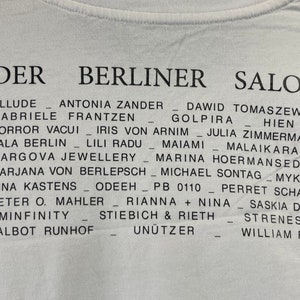 DER BERLINER SALO
LLUDE _ ANTONIA ZANDER _ DAWID TOMASZEW
GABRIELE FRANTZEN _ GOLPIRA _ HIEN
ORROR VACUI _ IRIS VON ARNIM _ JULIA ZIMMERMA
ALA BERLIN _ LILI RADU _ MAIAMI _ MALAIKARA
ARGOVA JEWELLERY _ MARINA HOERMANSED
ARJANA VON BERLEPSCH _ MICHAEL SONTAG _ MYK
INA KASTENS _ ODEEH _ PB 0110 _ PERRET SCHA
ETER O. MAHLER _ RIANNA + NINA _ SASKIA D
MINFINITY _ STIEBICH & RIETH _ STRENES
ALBOT RUNHOF _ UNÜTZER _ WILLIAM F